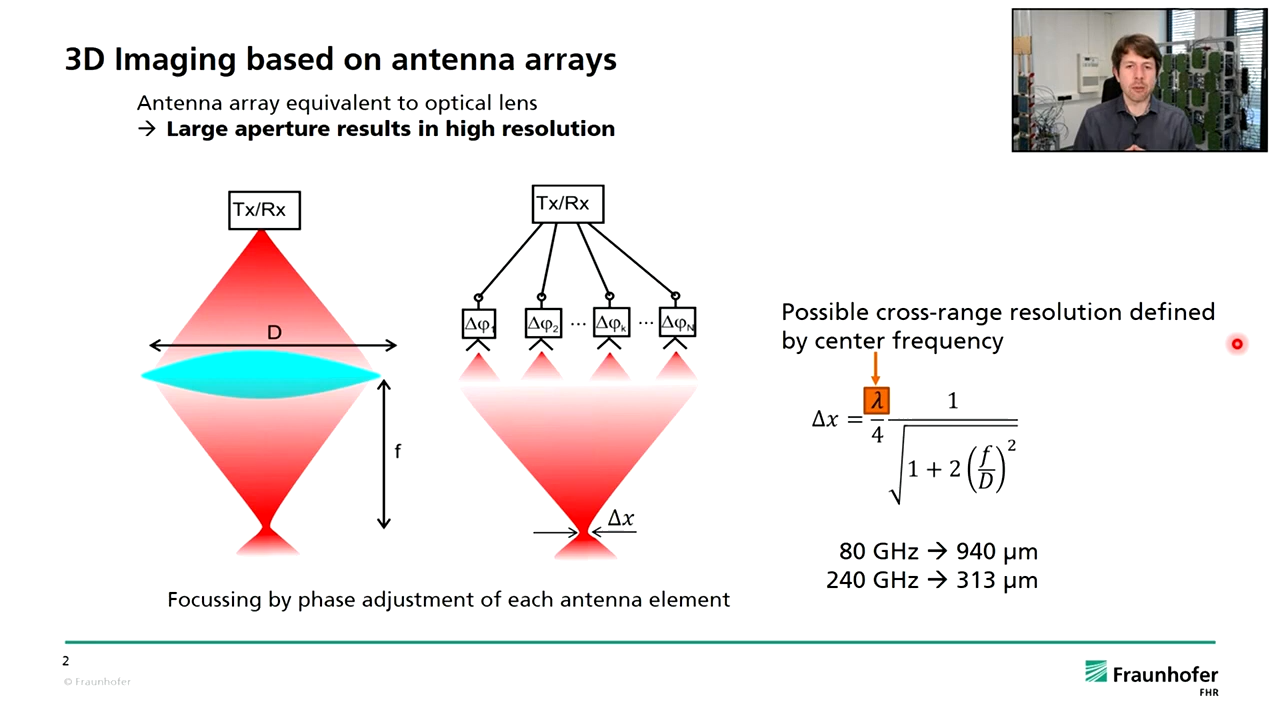 3D Imaging based on antenna arrays
Antenna array equivalent to optical lens
→ Large aperture results in high resolution
Tx/Rx
D
f
Tx/Rx
Δφ1 Δφ2 ... Δφk ... ΔφN
Δx
Focussing by phase adjustment of each antenna element
Possible cross-range resolution defined
by center frequency
Δx = λ/4 1/√(1 + 2(f/D)²)
80 GHz → 940 µm
240 GHz → 313 µm
2
© Fraunhofer
Fraunhofer
FHR